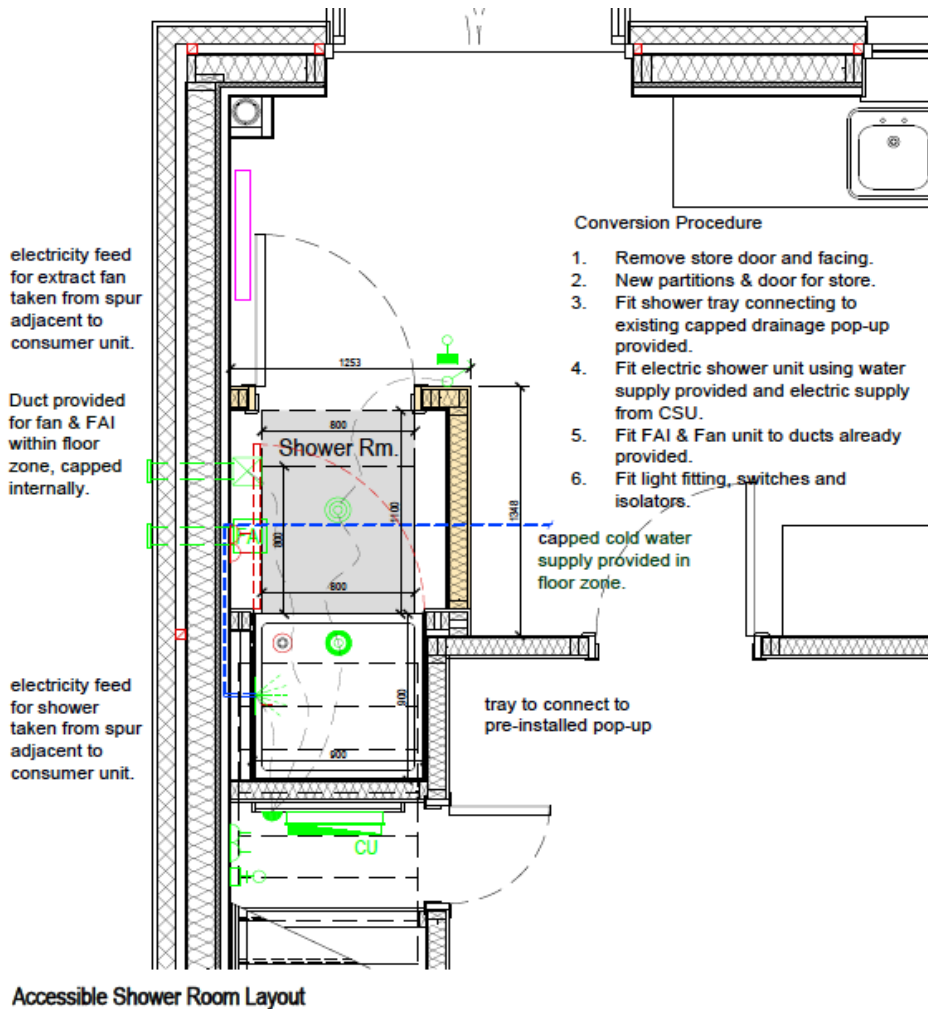 Conversion Procedure
1. Remove store door and facing.
2. New partitions & door for store.
3. Fit shower tray connecting to
existing capped drainage pop-up
provided.
4. Fit electric shower unit using water
supply provided and electric supply
from CSU.
5. Fit FAI & Fan unit to ducts already
provided.
6. Fit light fitting, switches and
isolators.
electricity feed
for extract fan
taken from spur
adjacent to
consumer unit.
Duct provided
for fan & FAI
within floor
zone, capped
internally.
1253
800
Shower Rm.
1100
800
1348
FAI
800
capped cold water
supply provided in
floor zone.
electricity feed
for shower
taken from spur
adjacent to
consumer unit.
900
900
tray to connect to
pre-installed pop-up
CU
Accessible Shower Room Layout